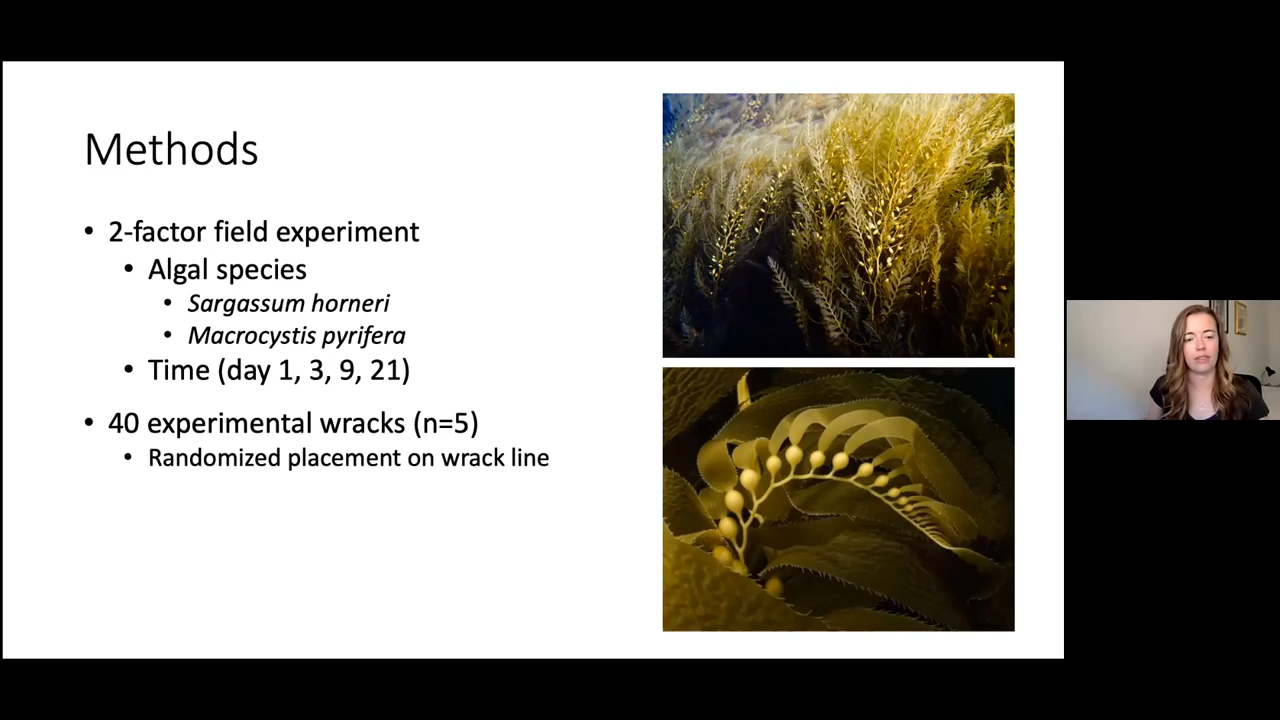 Methods
• 2-factor field experiment
• Algal species
• Sargassum horneri
• Macrocystis pyrifera
• Time (day 1, 3, 9, 21)
• 40 experimental wracks (n=5)
• Randomized placement on wrack line